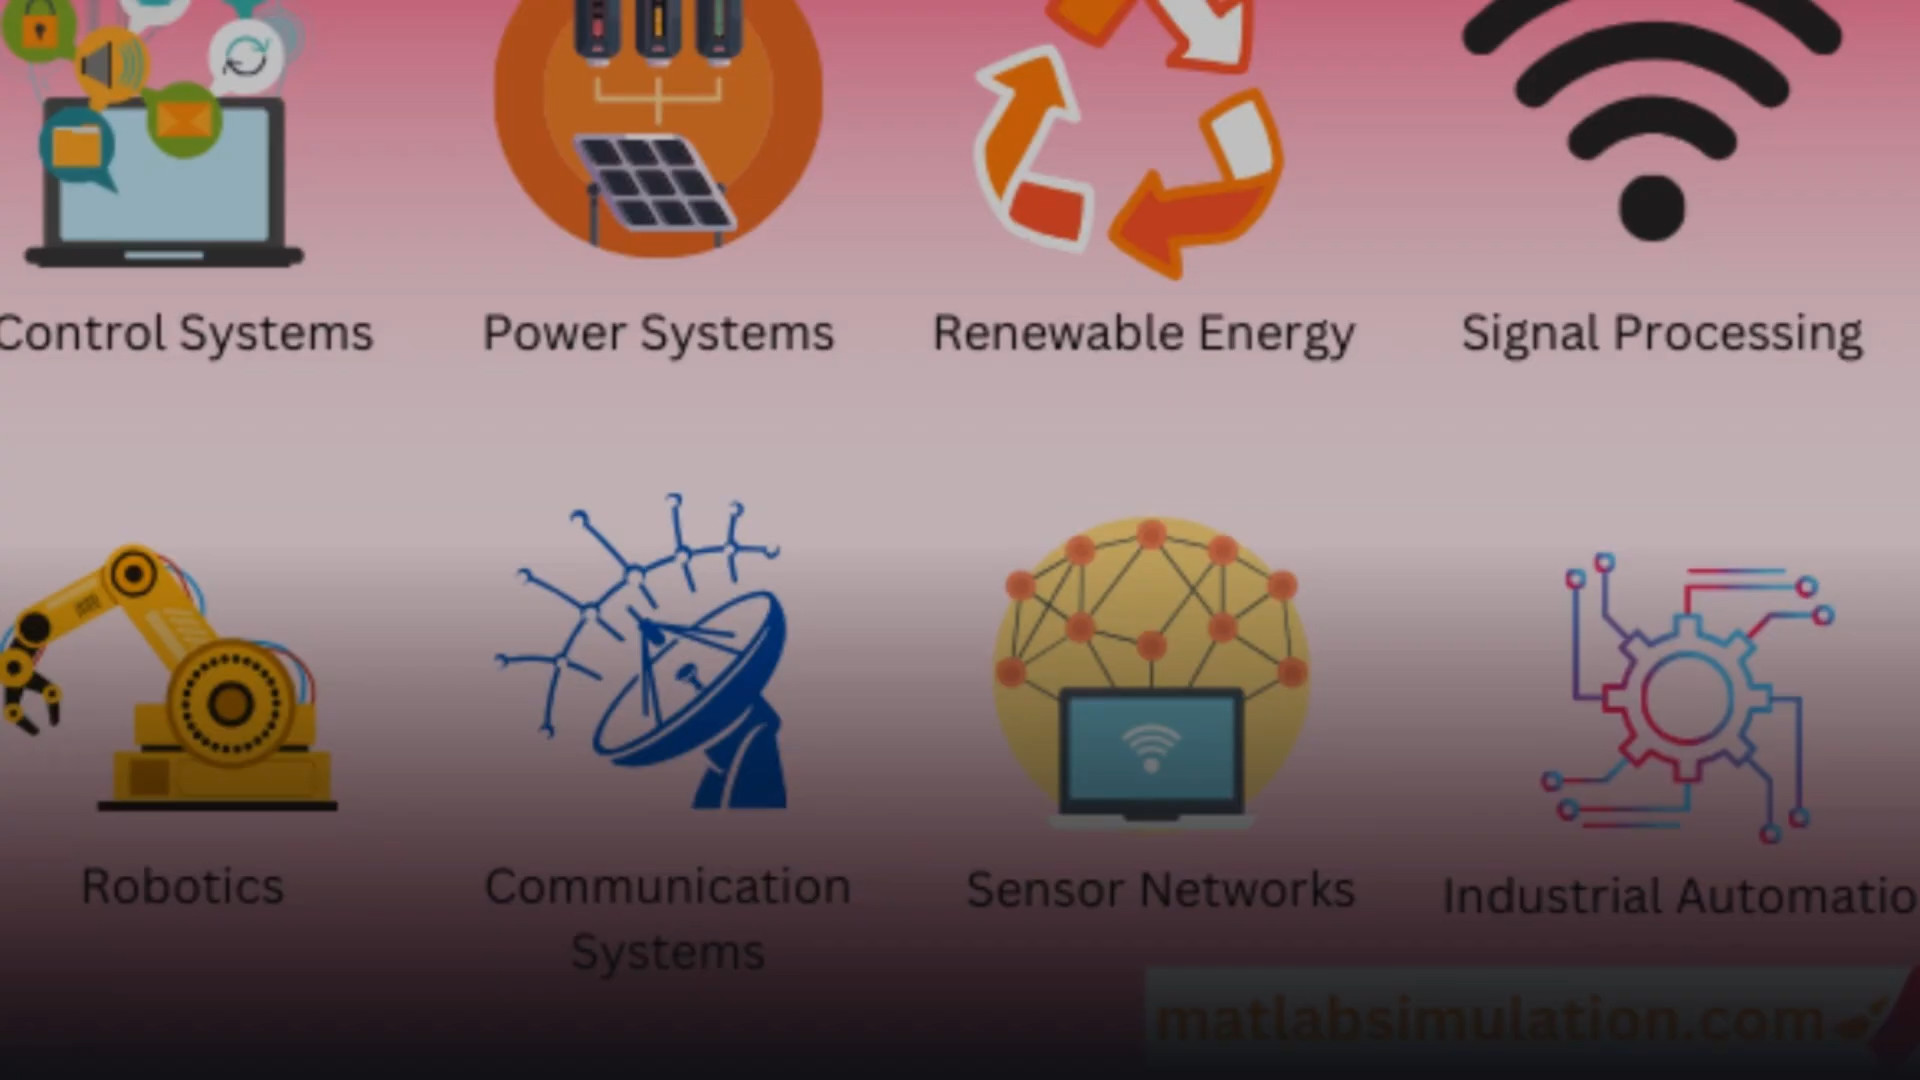 Control Systems
Power Systems
Renewable Energy
Signal Processing
Robotics
Communication
Systems
Sensor Networks
Industrial Automatio
matlabsimulation.com